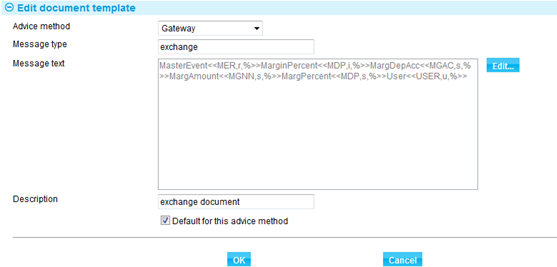 Edit document template
Advice method Gateway
Message type exchange
Message text MasterEvent<<MER,r,%>>MarginPercent<<MDP,i,%>>MargDepAcc<<MGAC,s,% Edit...
>>MargAmount<<MGNN,s,%>>MargPercent<<MDP,s,%>>User<<USER,u,%>>
Description exchange document
Default for this advice method
OK Cancel